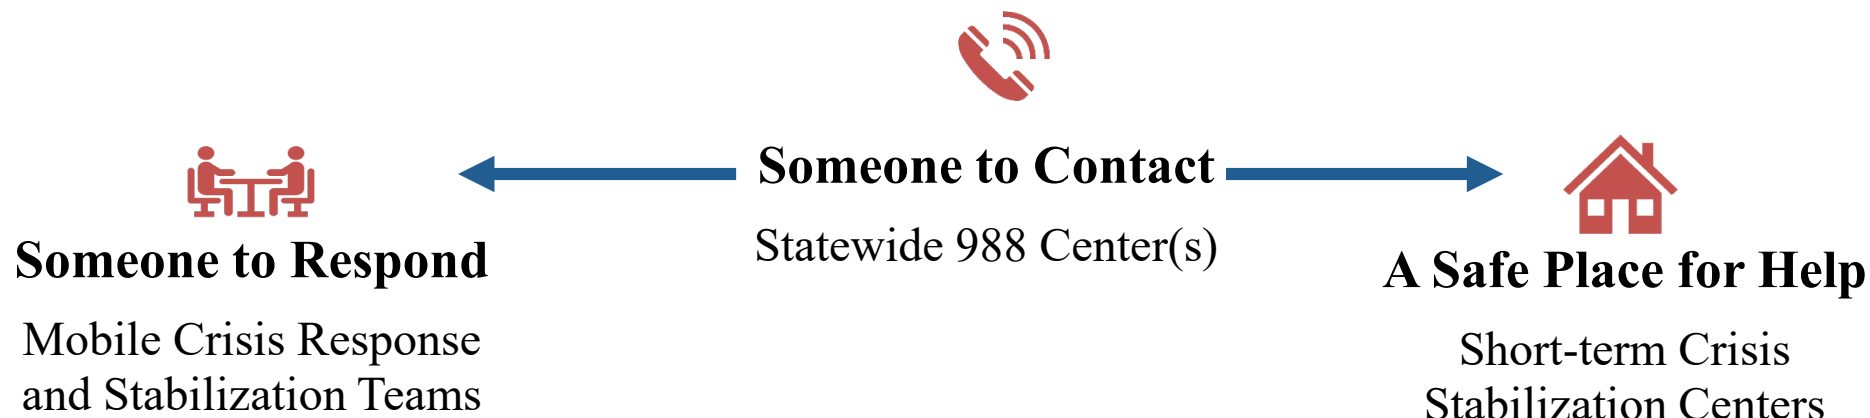 Someone to Contact
Statewide 988 Center(s)
Someone to Respond
Mobile Crisis Response
and Stabilization Teams
A Safe Place for Help
Short-term Crisis
Stabilization Centers